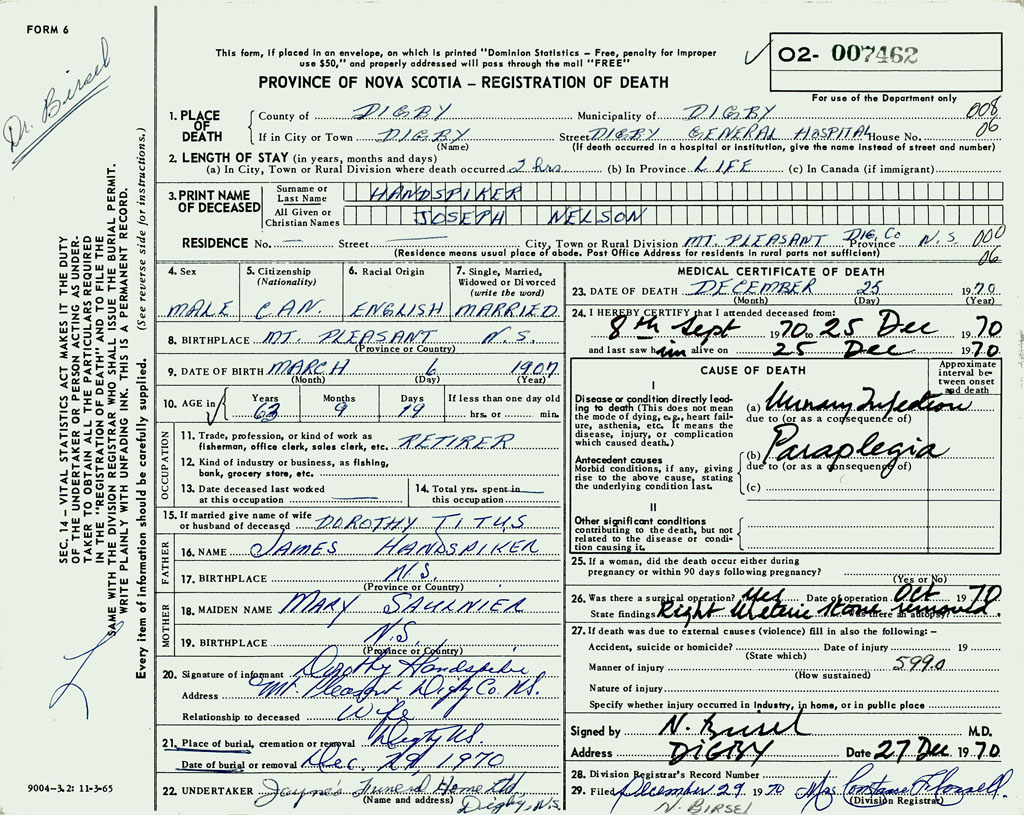 FORM 6
Dr. Birsel
This form, if placed in an envelope, on which is printed "Dominion Statistics – Free, penalty for improper
use $50," and properly addressed will pass through the mail "FREE"
PROVINCE OF NOVA SCOTIA – REGISTRATION OF DEATH
02- 007462
For use of the Department only
1. PLACE OF DEATH
County of DIGBY Municipality of DIGBY 008
If in City or Town DIGBY Street DIGBY GENERAL HOSPITAL House No. 06
(Name) (If death occurred in a hospital or institution, give the name instead of street and number)
2. LENGTH OF STAY (in years, months and days)
(a) In City, Town or Rural Division where death occurred 2 hrs (b) In Province LIFE (c) In Canada (if immigrant)
3. PRINT NAME OF DECEASED
Surname or Last Name HANDSPIKER
All Given or Christian Names JOSEPH NELSON
RESIDENCE No. — Street — City, Town or Rural Division MT. PLEASANT DIG, Co Province N.S. 000
(Residence means usual place of abode. Post Office Address for residents in rural parts not sufficient) 06
4. Sex MALE
5. Citizenship (Nationality) CAN.
6. Racial Origin ENGLISH
7. Single, Married, Widowed or Divorced (write the word) MARRIED
8. BIRTHPLACE MT. PLEASANT N.S.
(Province or Country)
9. DATE OF BIRTH MARCH 6 1907
(Month) (Day) (Year)
10. AGE in Years 63 Months 9 Days 19 If less than one day old hrs. or min.
OCCUPATION
11. Trade, profession, or kind of work as fisherman, office clerk, sales clerk, etc. RETIRER
12. Kind of industry or business, as fishing, bank, grocery store, etc.
13. Date deceased last worked at this occupation
14. Total yrs. spent in this occupation
15. If married give name of wife or husband of deceased DOROTHY TITUS
FATHER
16. NAME JAMES HANDSPIKER
17. BIRTHPLACE N.S.
(Province or Country)
MOTHER
18. MAIDEN NAME MARY SAULNIER
19. BIRTHPLACE N.S.
(Province or Country)
20. Signature of informant Dorothy Handspiker
Address Mt Pleasant Digby Co. N.S.
Relationship to deceased Wife
21. Place of burial, cremation or removal Digby N.S.
Date of burial or removal Dec. 29, 1970
22. UNDERTAKER Jayne's Funeral Home Ltd
(Name and address) Digby, N.S.
MEDICAL CERTIFICATE OF DEATH
23. DATE OF DEATH DECEMBER 25 1970
(Month) (Day) (Year)
24. I HEREBY CERTIFY that I attended deceased from:
8th Sept 1970 25 Dec 1970
and last saw him alive on 25 Dec 1970
CAUSE OF DEATH
Approximate interval between onset and death
I
Disease or condition directly leading to death (This does not mean the mode of dying, e.g., heart failure, asthenia, etc. It means the disease, injury, or complication which caused death.)
(a) Urinary Infection
due to (or as a consequence of)
Antecedent causes
Morbid conditions, if any, giving rise to the above cause, stating the underlying condition last.
(b) Paraplegia
due to (or as a consequence of)
(c)
II
Other significant conditions
contributing to the death, but not related to the disease or condition causing it.
25. If a woman, did the death occur either during
pregnancy or within 90 days following pregnancy?
(Yes or No)
26. Was there a surgical operation? Yes Date of operation Oct 1970
State findings Right Ureteric Stone removed Was there an autopsy?
27. If death was due to external causes (violence) fill in also the following: –
Accident, suicide or homicide? Date of injury 19
(State which)
Manner of injury 599.0
(How sustained)
Nature of injury
Specify whether injury occurred in industry, in home, or in public place
Signed by N. Birsel M.D.
Address DIGBY Date 27 Dec 1970
28. Division Registrar's Record Number
29. Filed December 29 1970 Mrs Constance
(Division Registrar)
N. BIRSEL
SEC. 14 – VITAL STATISTICS ACT MAKES IT THE DUTY
OF THE UNDERTAKER OR PERSON ACTING AS UNDER-
TAKER TO OBTAIN ALL THE PARTICULARS REQUIRED
IN THE "REGISTRATION OF DEATH" AND TO FILE THE
SAME WITH THE DIVISION REGISTRAR WHO SHALL ISSUE THE BURIAL PERMIT.
WRITE PLAINLY WITH UNFADING INK. THIS IS A PERMANENT RECORD.
Every item of information should be carefully supplied. (See reverse side for instructions.)
9004-3.2: 11-3-65